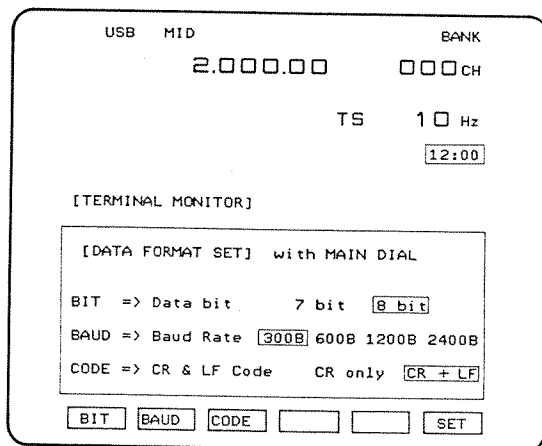 USB MID BANK
2.000.00 000CH
TS 10 Hz
12:00
[TERMINAL MONITOR]
[DATA FORMAT SET] with MAIN DIAL
BIT => Data bit 7 bit 8 bit
BAUD => Baud Rate 300B 600B 1200B 2400B
CODE => CR & LF Code CR only CR + LF
BIT BAUD CODE SET